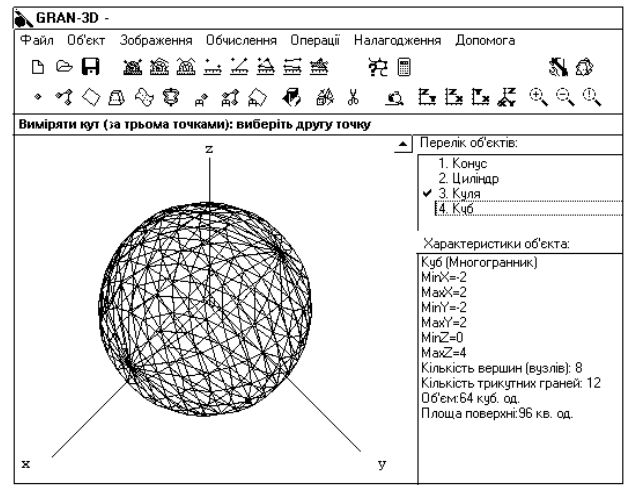 GRAN-3D -
Файл Об'єкт Зображення Обчислення Операції Налагодження Допомога
Виміряти кут (за трьома точками): виберіть другу точку
z
x
y
Перелік об'єктів:
1. Конус
2. Циліндр
3. Куля
4. Куб
Характеристики об'єкта:
Куб (Многогранник)
MinX=-2
MaxX=2
MinY=-2
MaxY=2
MinZ=0
MaxZ=4
Кількість вершин (вузлів): 8
Кількість трикутних граней: 12
Об'єм:64 куб. од.
Площа поверхні:96 кв. од.